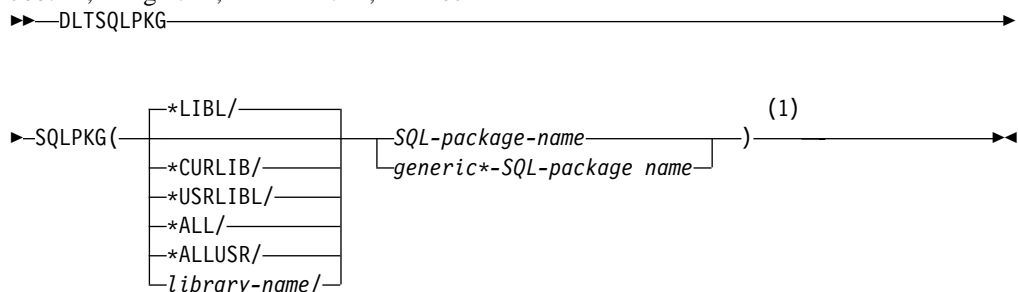 DLTSQLPKG
*LIBL/
(1)
SQLPKG( SQL-package-name )
*CURLIB/ generic*-SQL-package name
*USRLIBL/
*ALL/
*ALLUSR/
library-name/